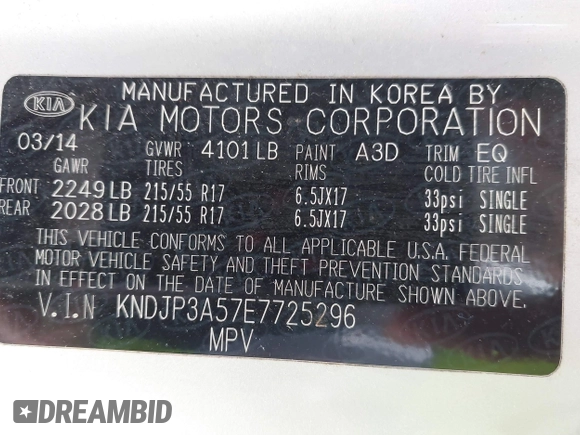 MANUFACTURED IN KOREA BY
KIA KIA MOTORS CORPORATION
03/14 GVWR 4101 LB PAINT A3D TRIM EQ
GAWR TIRES RIMS COLD TIRE INFL
FRONT 2249 LB 215/55 R17 6.5JX17 33psi SINGLE
REAR 2028 LB 215/55 R17 6.5JX17 33psi SINGLE
THIS VEHICLE CONFORMS TO ALL APPLICABLE U.S.A. FEDERAL
MOTOR VEHICLE SAFETY AND THEFT PREVENTION STANDARDS
IN EFFECT ON THE DATE OF MANUFACTURE SHOWN ABOVE.
V.I.N KNDJP3A57E7725296
MPV
DREAMBID